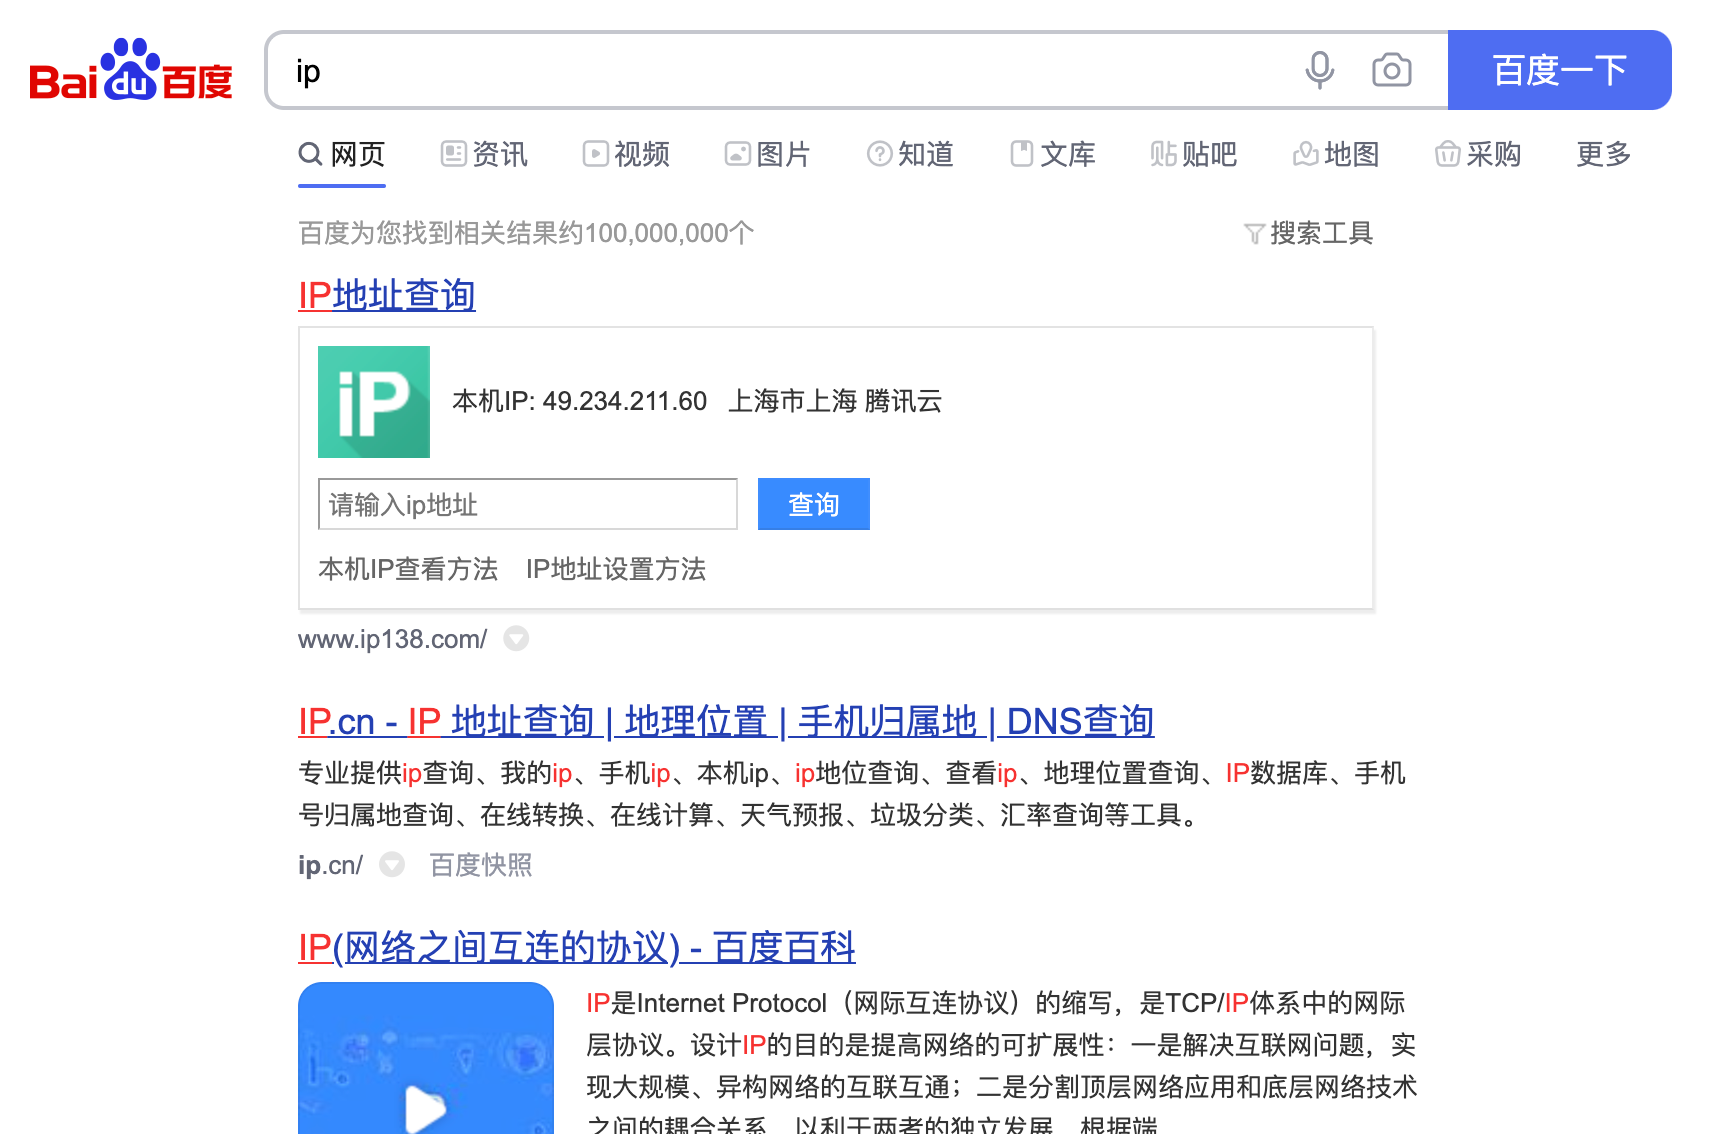 Bai du 百度
ip
百度一下
网页 资讯 视频 图片 知道 文库 贴吧 地图 采购 更多
百度为您找到相关结果约100,000,000个
搜索工具
IP地址查询
iP
本机IP: 49.234.211.60 上海市上海 腾讯云
请输入ip地址
查询
本机IP查看方法 IP地址设置方法
www.ip138.com/
IP.cn - IP 地址查询 | 地理位置 | 手机归属地 | DNS查询
专业提供ip查询、我的ip、手机ip、本机ip、ip地位查询、查看ip、地理位置查询、IP数据库、手机
号归属地查询、在线转换、在线计算、天气预报、垃圾分类、汇率查询等工具。
ip.cn/ 百度快照
IP(网络之间互连的协议) - 百度百科
IP是Internet Protocol（网际互连协议）的缩写，是TCP/IP体系中的网际
层协议。设计IP的目的是提高网络的可扩展性：一是解决互联网问题，实
现大规模、异构网络的互联互通；二是分割顶层网络应用和底层网络技术
之间的耦合关系，以利于两者的独立发展。根据端